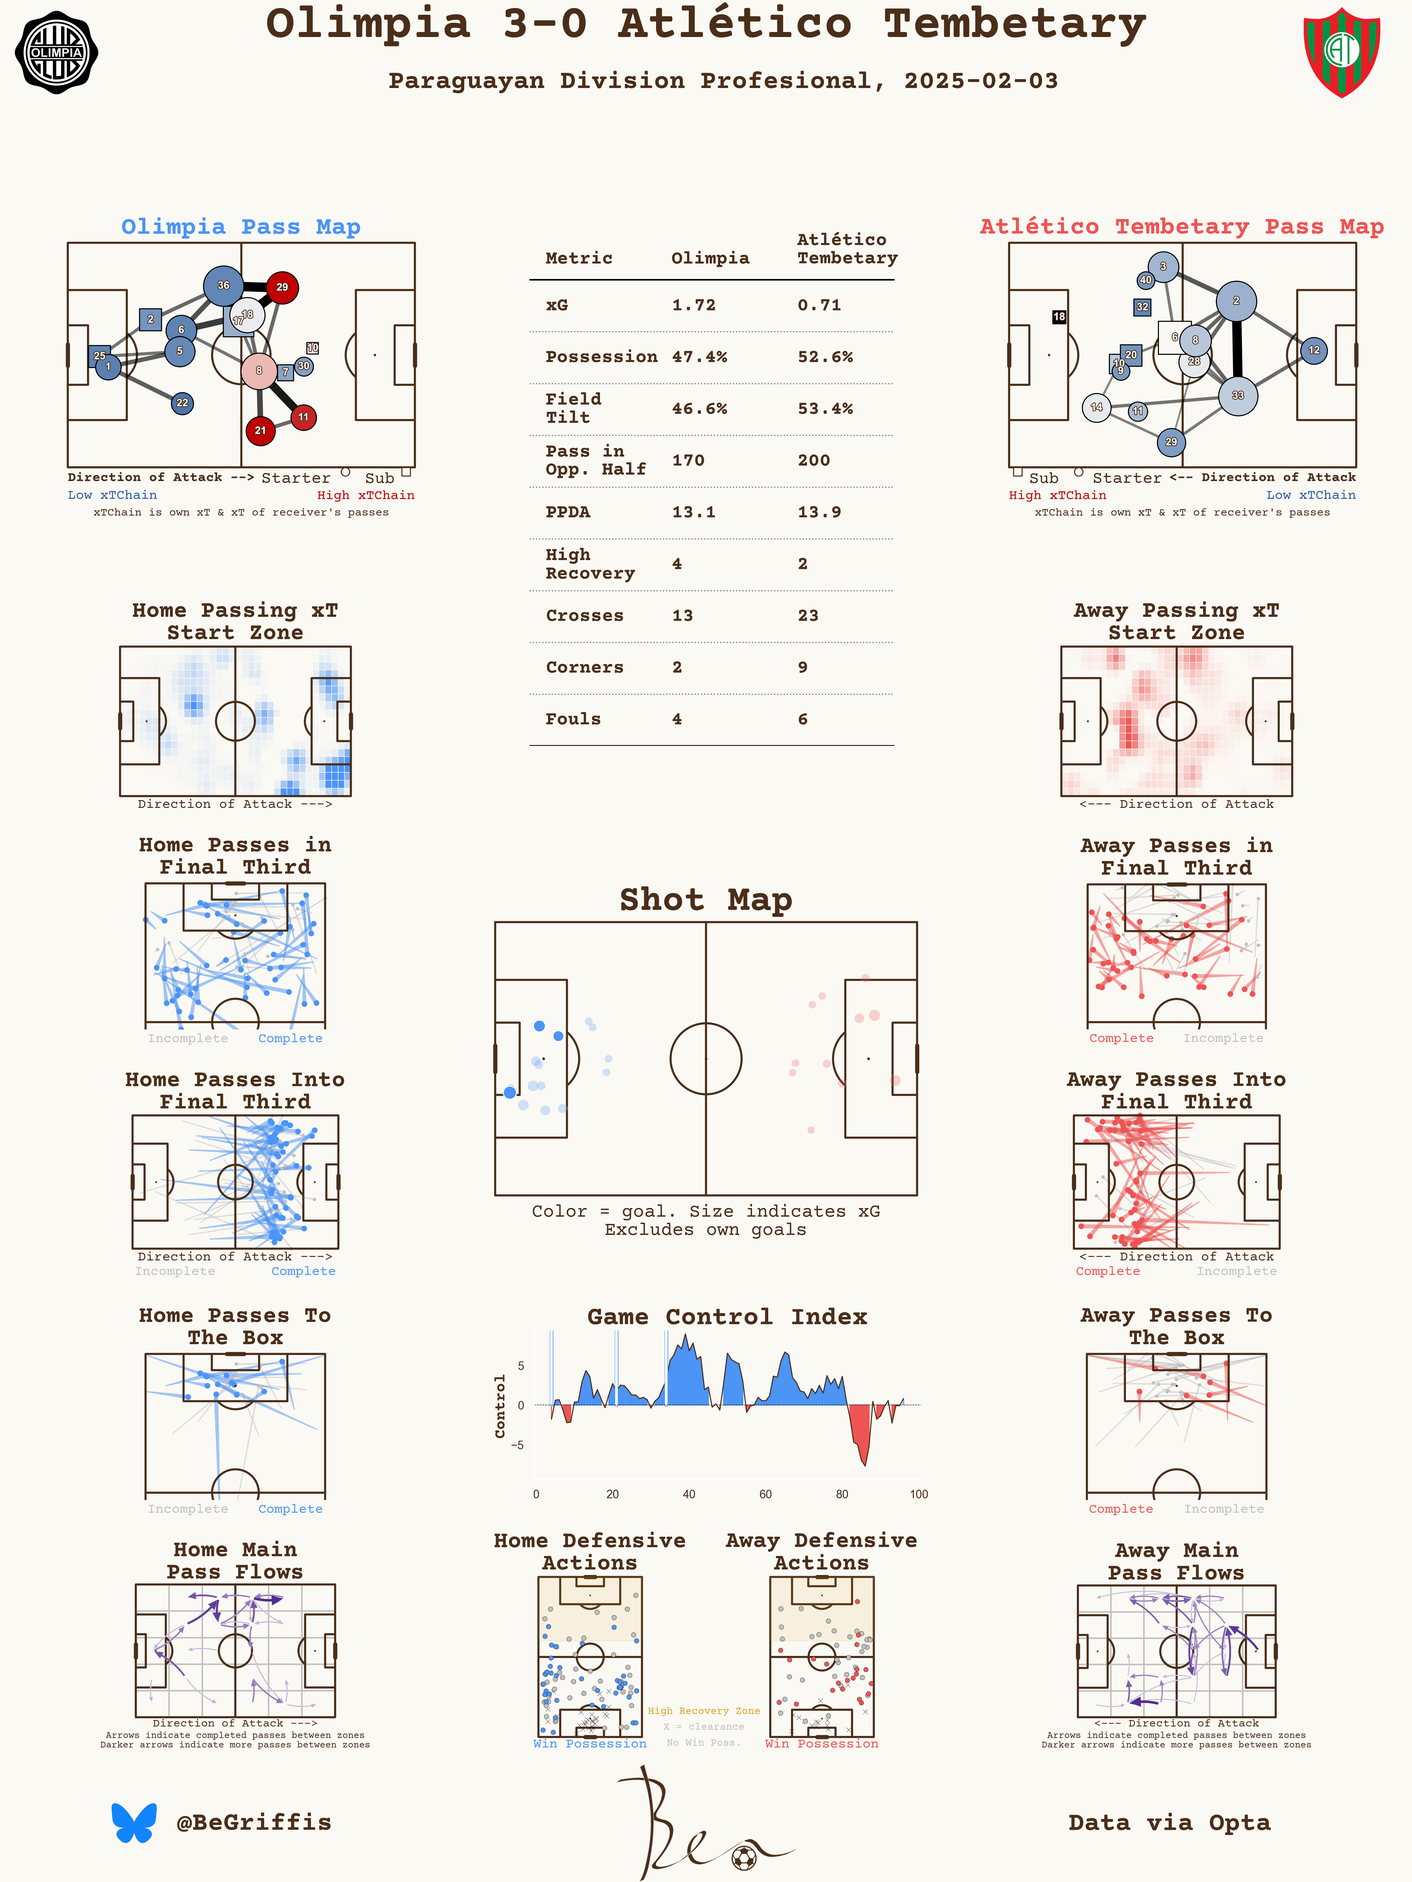 Olimpia 3-0 Atlético Tembetary
Paraguayan Division Profesional, 2025-02-03
OLIMPIA
CAT
Olimpia Pass Map
36
29
18
17
2
6
5
25
1
22
10
30
7
8
11
21
Direction of Attack --> Starter Sub
Low xTChain High xTChain
xTChain is own xT & xT of receiver's passes
Metric Olimpia Atlético Tembetary
xG 1.72 0.71
Possession 47.4% 52.6%
Field Tilt 46.6% 53.4%
Pass in Opp. Half 170 200
PPDA 13.1 13.9
High Recovery 4 2
Crosses 13 23
Corners 2 9
Fouls 4 6
Atlético Tembetary Pass Map
3
40
2
32
18
6
8
20
10
9
28
12
33
14
11
29
Sub Starter <-- Direction of Attack
High xTChain Low xTChain
xTChain is own xT & xT of receiver's passes
Home Passing xT
Start Zone
Direction of Attack --->
Away Passing xT
Start Zone
<--- Direction of Attack
Home Passes in
Final Third
Incomplete Complete
Away Passes in
Final Third
Complete Incomplete
Shot Map
Color = goal. Size indicates xG
Excludes own goals
Home Passes Into
Final Third
Direction of Attack --->
Incomplete Complete
Away Passes Into
Final Third
<--- Direction of Attack
Complete Incomplete
Home Passes To
The Box
Incomplete Complete
Game Control Index
Control
5
0
−5
0 20 40 60 80 100
Away Passes To
The Box
Complete Incomplete
Home Main
Pass Flows
Direction of Attack --->
Arrows indicate completed passes between zones
Darker arrows indicate more passes between zones
Home Defensive
Actions
Win Possession
Away Defensive
Actions
Win Possession
High Recovery Zone
X = clearance
No Win Poss.
Away Main
Pass Flows
<--- Direction of Attack
Arrows indicate completed passes between zones
Darker arrows indicate more passes between zones
@BeGriffis
Data via Opta